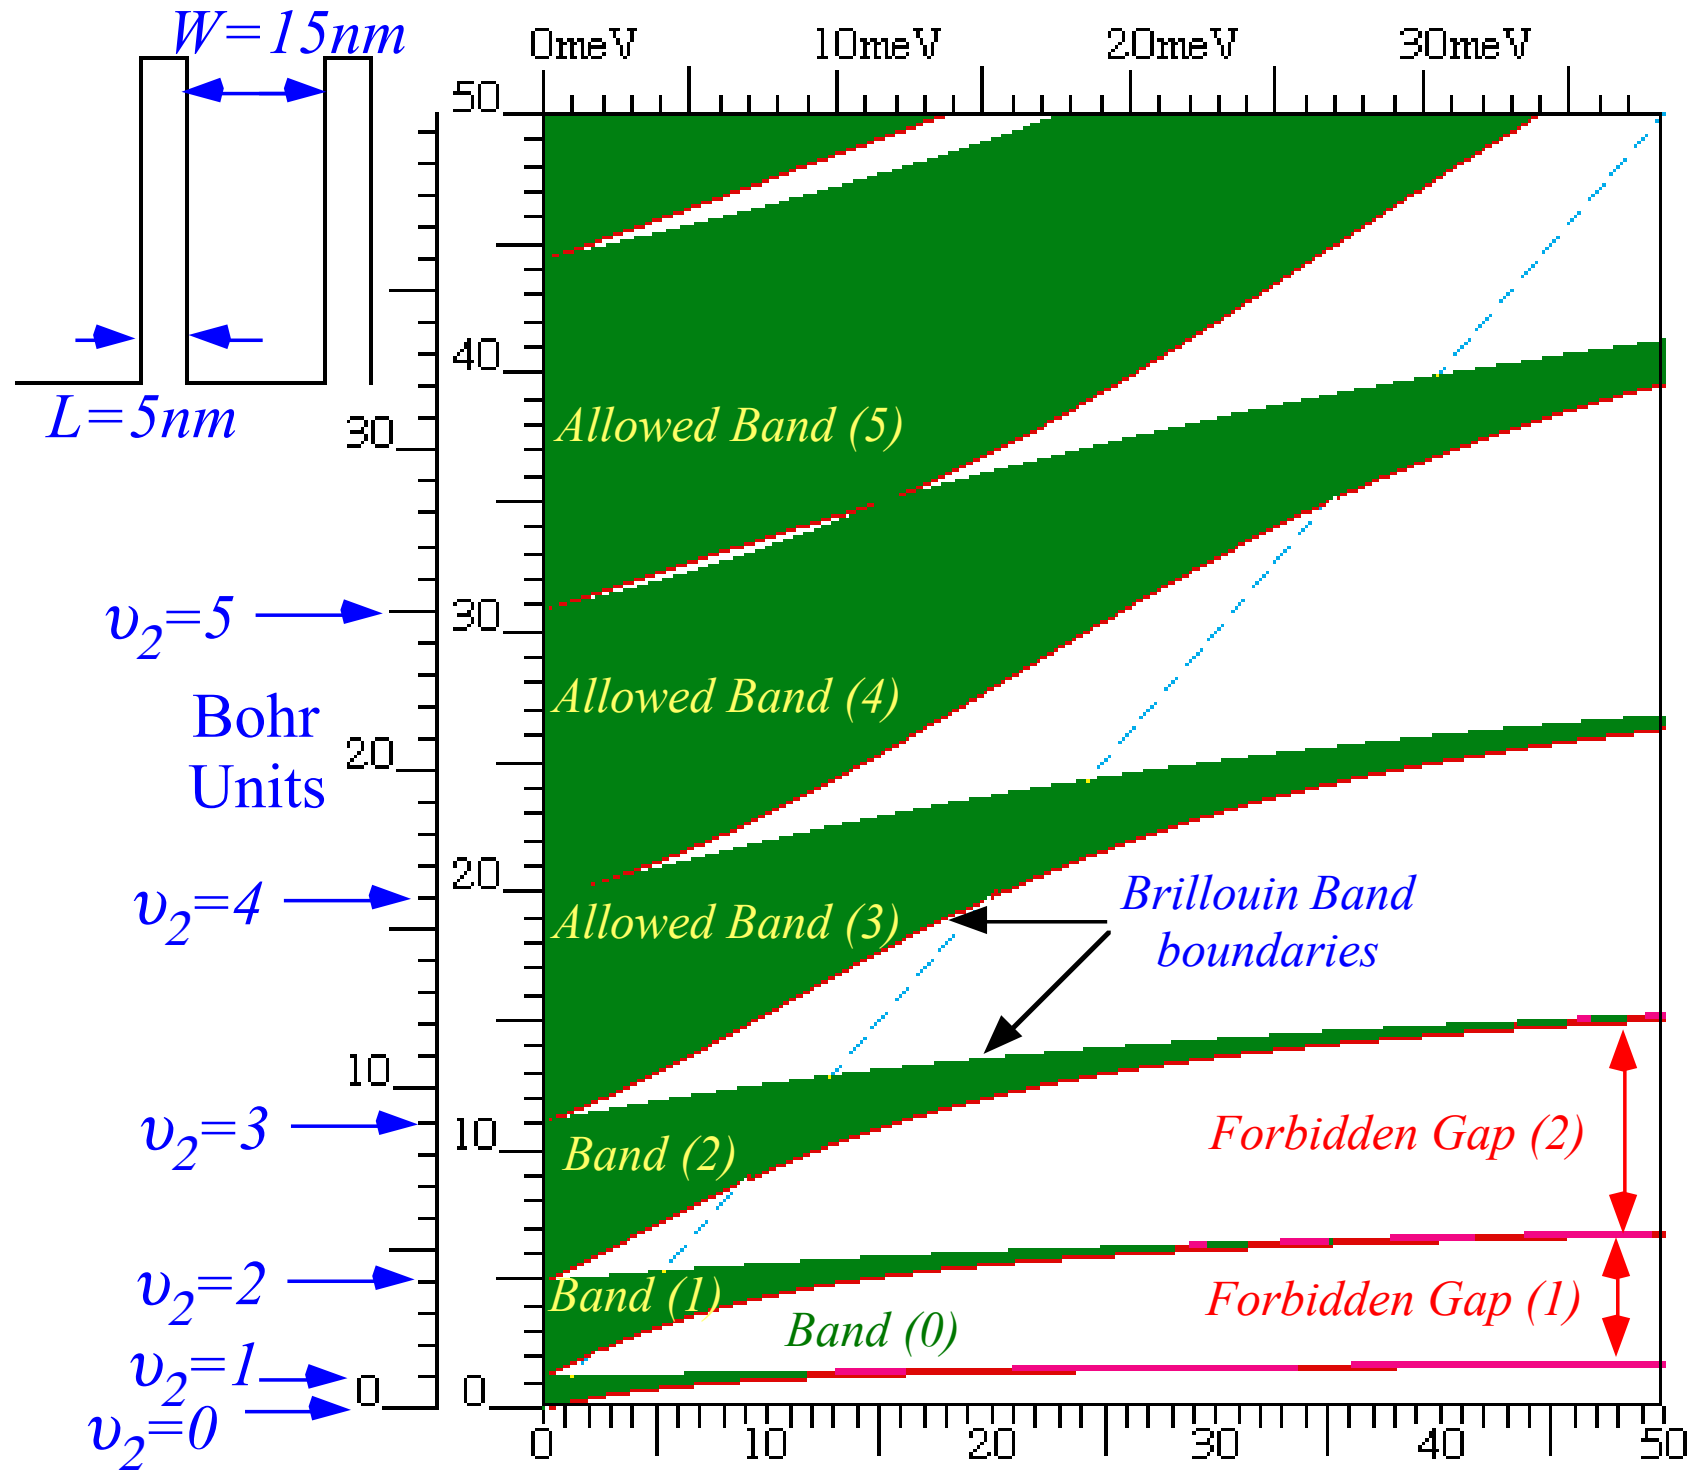 W=15nm
L=5nm
0meV 10meV 20meV 30meV
50
40
30
20
10
0
30
20
10
0
υ2=5
Bohr
Units
υ2=4
υ2=3
υ2=2
υ2=1
υ2=0
Allowed Band (5)
Allowed Band (4)
Allowed Band (3)
Band (2)
Band (1)
Band (0)
Brillouin Band
boundaries
Forbidden Gap (2)
Forbidden Gap (1)
0 10 20 30 40 50